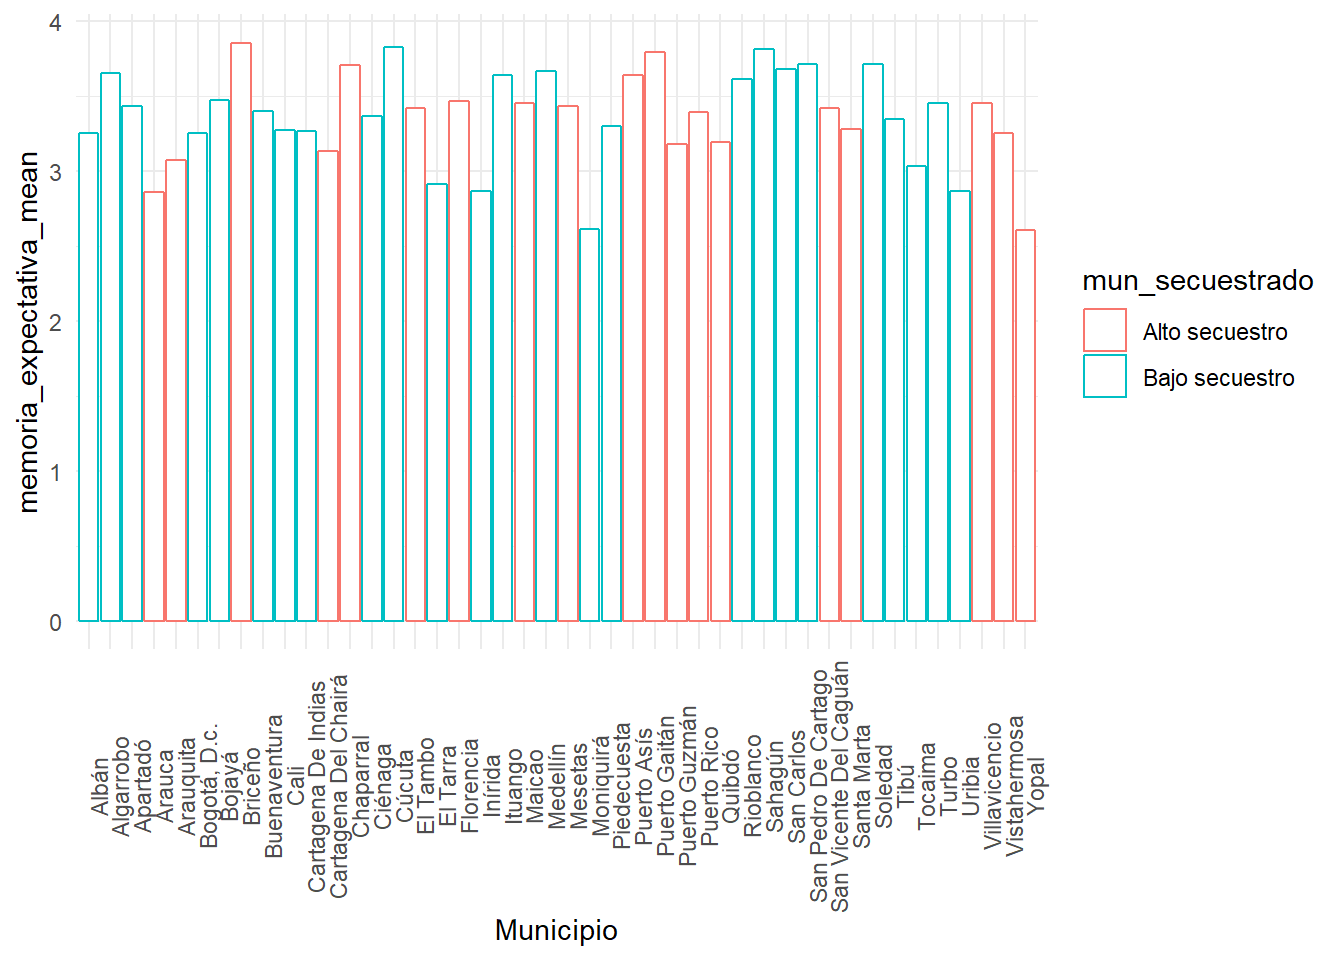 4
3
2
1
0
memoria_expectativa_mean
Albán
Algarrobo
Apartadó
Arauca
Arauquita
Bogotá, D.c.
Bojayá
Briceño
Buenaventura
Cali
Cartagena De Indias
Cartagena Del Chairá
Chaparral
Ciénaga
Cúcuta
El Tambo
El Tarra
Florencia
Inírida
Ituango
Maicao
Medellín
Mesetas
Moniquirá
Piedecuesta
Puerto Asís
Puerto Gaitán
Puerto Guzmán
Puerto Rico
Quibdó
Rioblanco
Sahagún
San Carlos
San Pedro De Cartago
San Vicente Del Caguán
Santa Marta
Soledad
Tibú
Tocaima
Turbo
Uribia
Villavicencio
Vistahermosa
Yopal
Municipio
mun_secuestrado
Alto secuestro
Bajo secuestro